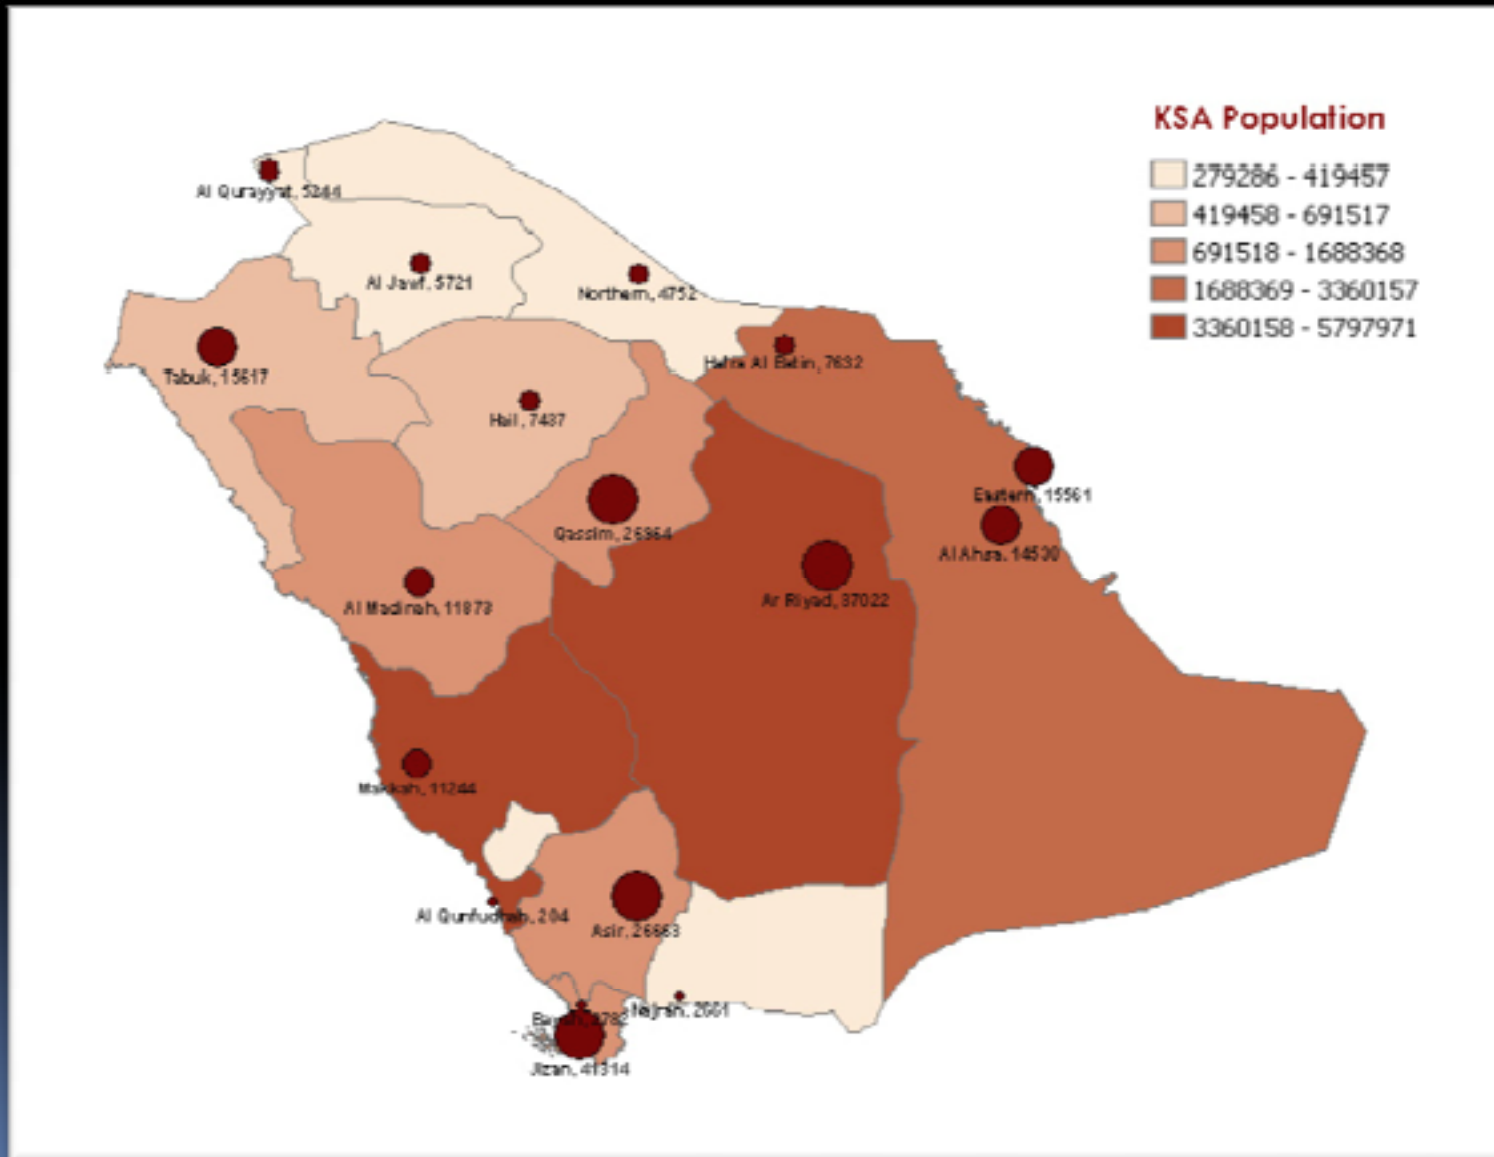 KSA Population
279286 - 419457
419458 - 691517
691518 - 1688368
1688369 - 3360157
3360158 - 5797971
Al Qurayyat, 5244
Al Jawf, 5721
Northern, 4752
Tabuk, 15617
Al Batin, 7632
Hail, 7437
Eastern, 15561
Qassim, 26964
Al Ahsa, 14530
Al Madinah, 11873
Ar Riyad, 37022
Makkah, 11244
Al Qunfudhah, 204
Asir, 26663
Najran, 2661
Jizan, 41314